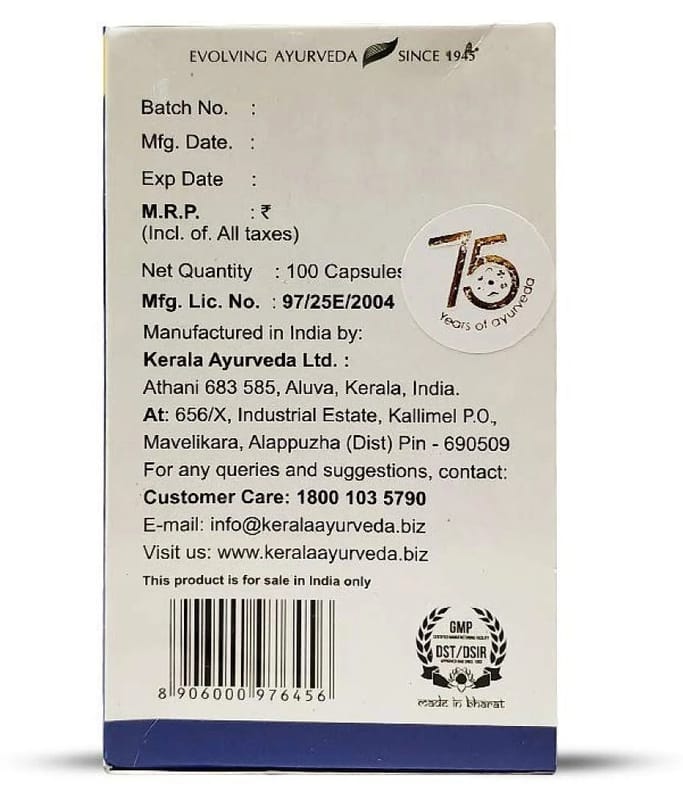 EVOLVING AYURVEDA SINCE 1945
Batch No. :
Mfg. Date. :
Exp Date :
M.R.P. : ₹
(Incl. of. All taxes)
Net Quantity : 100 Capsules
Mfg. Lic. No. : 97/25E/2004
75
Years of ayurveda
Manufactured in India by:
Kerala Ayurveda Ltd. :
Athani 683 585, Aluva, Kerala, India.
At: 656/X, Industrial Estate, Kallimel P.O.,
Mavelikara, Alappuzha (Dist) Pin - 690509
For any queries and suggestions, contact:
Customer Care: 1800 103 5790
E-mail: info@keralaayurveda.biz
Visit us: www.keralaayurveda.biz
This product is for sale in India only
8 906000 976456
GMP
CERTIFIED MANUFACTURING FACILITY
DST/DSIR
made in bharat